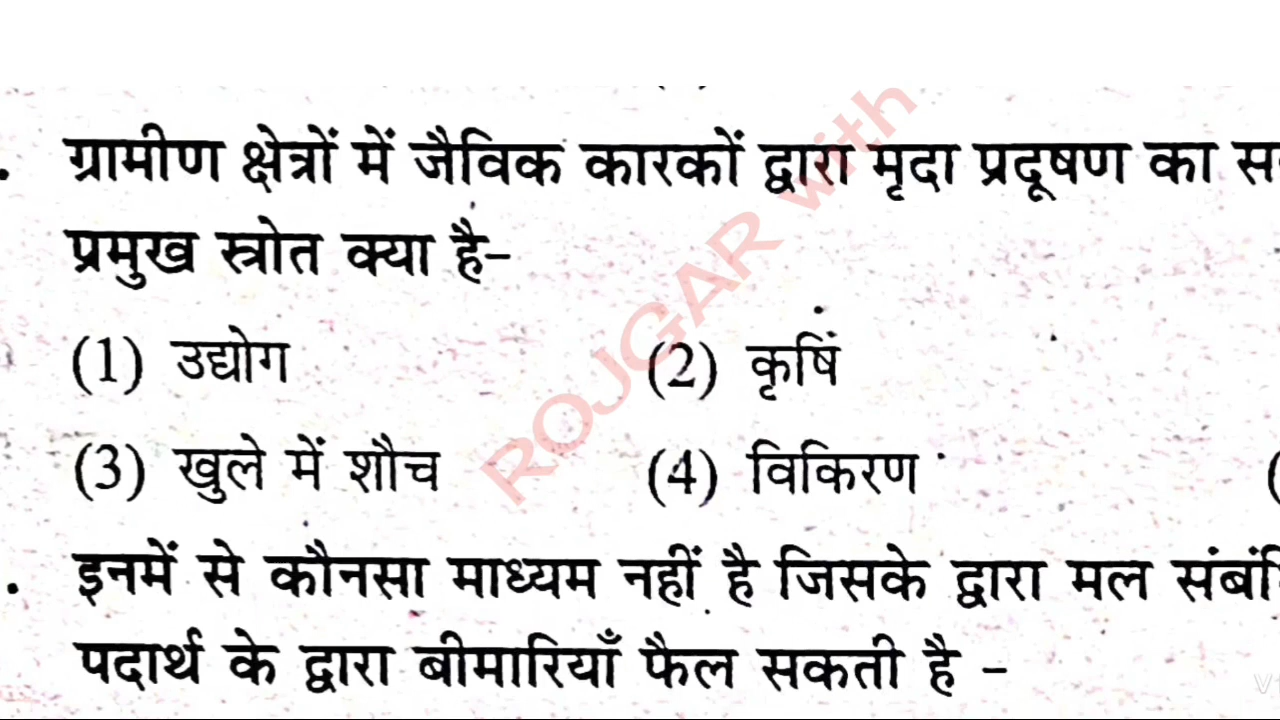 ग्रामीण क्षेत्रों में जैविक कारकों द्वारा मृदा प्रदूषण का
प्रमुख स्त्रोत क्या है-
(1) उद्योग (2) कृषि
(3) खुले में शौच (4) विकिरण
इनमें से कौनसा माध्यम नहीं है जिसके द्वारा मल
पदार्थ के द्वारा बीमारियाँ फैल सकती है -
ROJGAR with